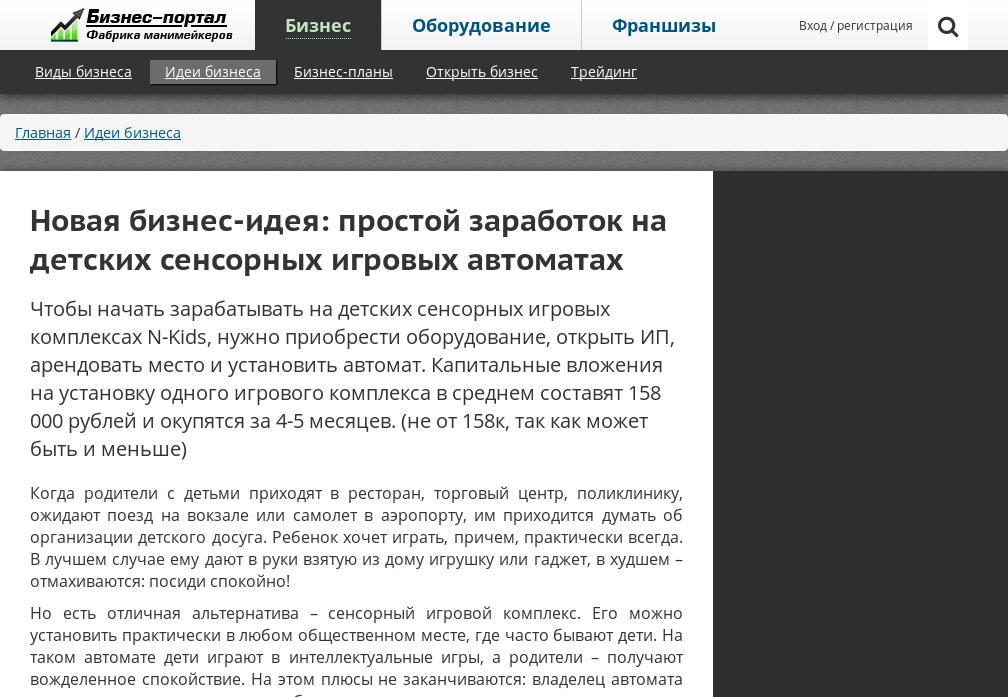 Бизнес-портал
Фабрика манимейкеров
Бизнес
Оборудование
Франшизы
Вход / регистрация
Виды бизнеса
Идеи бизнеса
Бизнес-планы
Открыть бизнес
Трейдинг
Главная / Идеи бизнеса
Новая бизнес-идея: простой заработок на
детских сенсорных игровых автоматах
Чтобы начать зарабатывать на детских сенсорных игровых
комплексах N-Kids, нужно приобрести оборудование, открыть ИП,
арендовать место и установить автомат. Капитальные вложения
на установку одного игрового комплекса в среднем составят 158
000 рублей и окупятся за 4-5 месяцев. (не от 158к, так как может
быть и меньше)
Когда родители с детьми приходят в ресторан, торговый центр, поликлинику,
ожидают поезд на вокзале или самолет в аэропорту, им приходится думать об
организации детского досуга. Ребенок хочет играть, причем, практически всегда.
В лучшем случае ему дают в руки взятую из дому игрушку или гаджет, в худшем –
отмахиваются: посиди спокойно!
Но есть отличная альтернатива – сенсорный игровой комплекс. Его можно
установить практически в любом общественном месте, где часто бывают дети. На
таком автомате дети играют в интеллектуальные игры, а родители – получают
вожделенное спокойствие. На этом плюсы не заканчиваются: владелец автомата